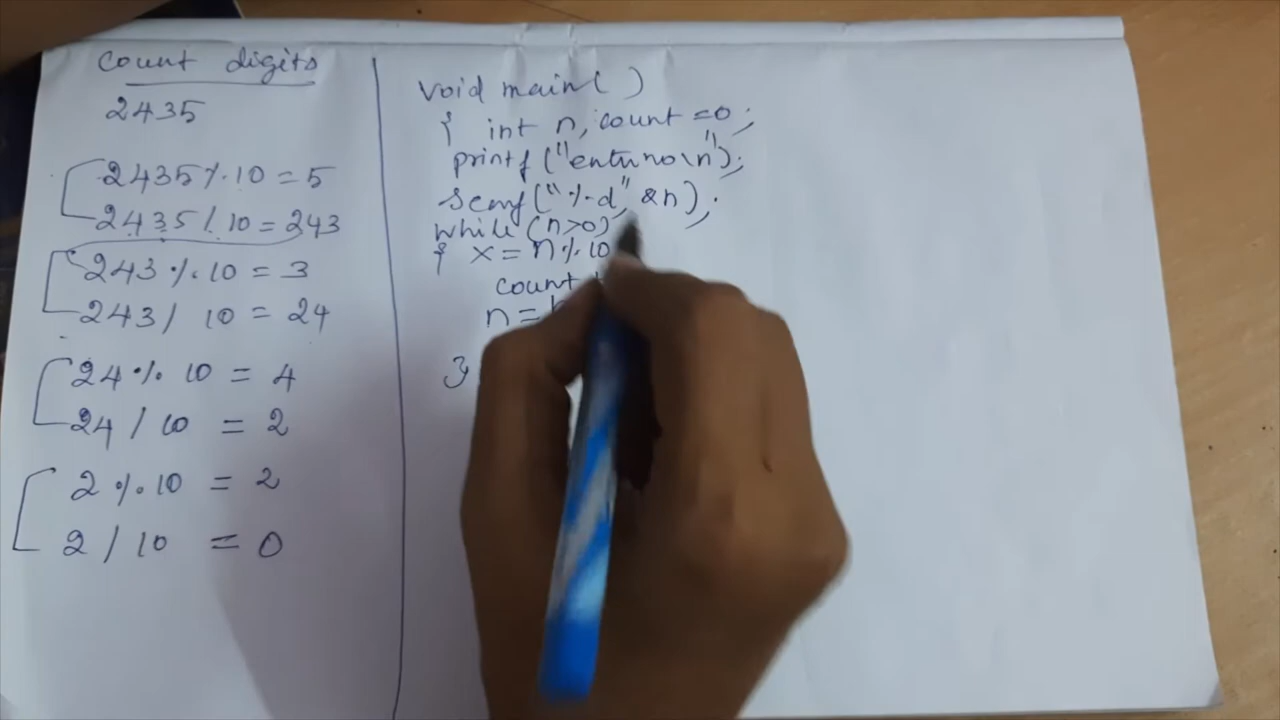 count digits
2435
2435%10=5
2435/10=243
243%10=3
243/10=24
24%10=4
24/10=2
2%10=2
2/10=0
void main()
{ int n, count=0;
printf("enter no\n");
scanf("%d",&n);
while(n>0)
{ x=n%10
count
n=
}